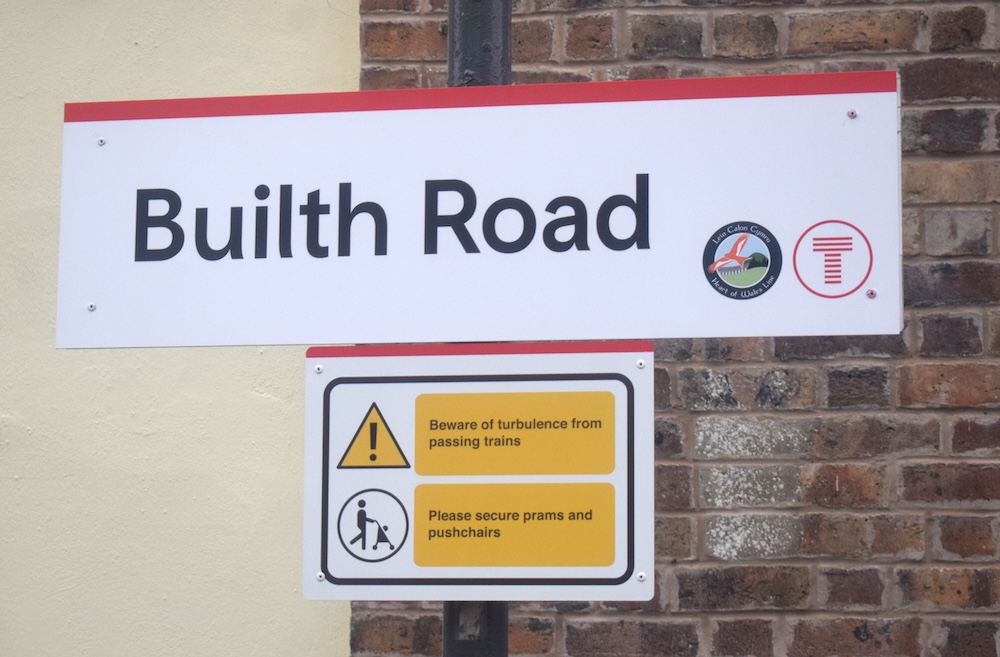 Builth Road
Lein Calon Cymru
Heart of Wales Line
T
Beware of turbulence from
passing trains
Please secure prams and
pushchairs